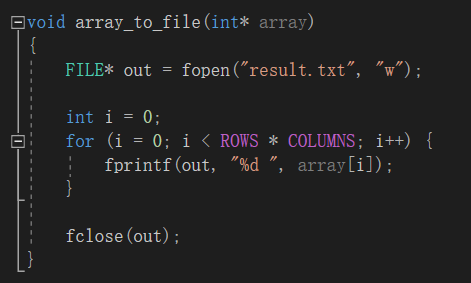 void array_to_file(int* array)
{
FILE* out = fopen("result.txt", "w");
int i = 0;
for (i = 0; i < ROWS * COLUMNS; i++) {
fprintf(out, "%d ", array[i]);
}
fclose(out);
}